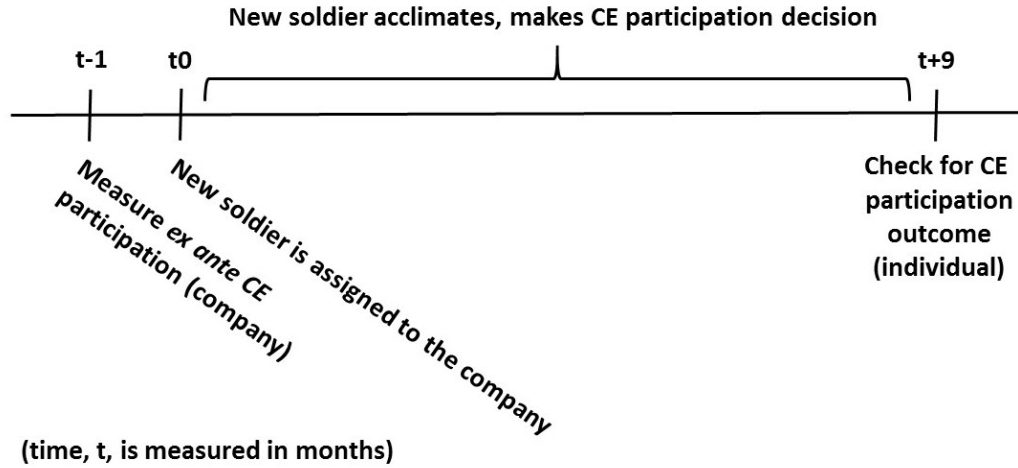 New soldier acclimates, makes CE participation decision
t-1
t0
t+9
Measure ex ante CE
participation (company)
New soldier is assigned to the company
Check for CE
participation
outcome
(individual)
(time, t, is measured in months)